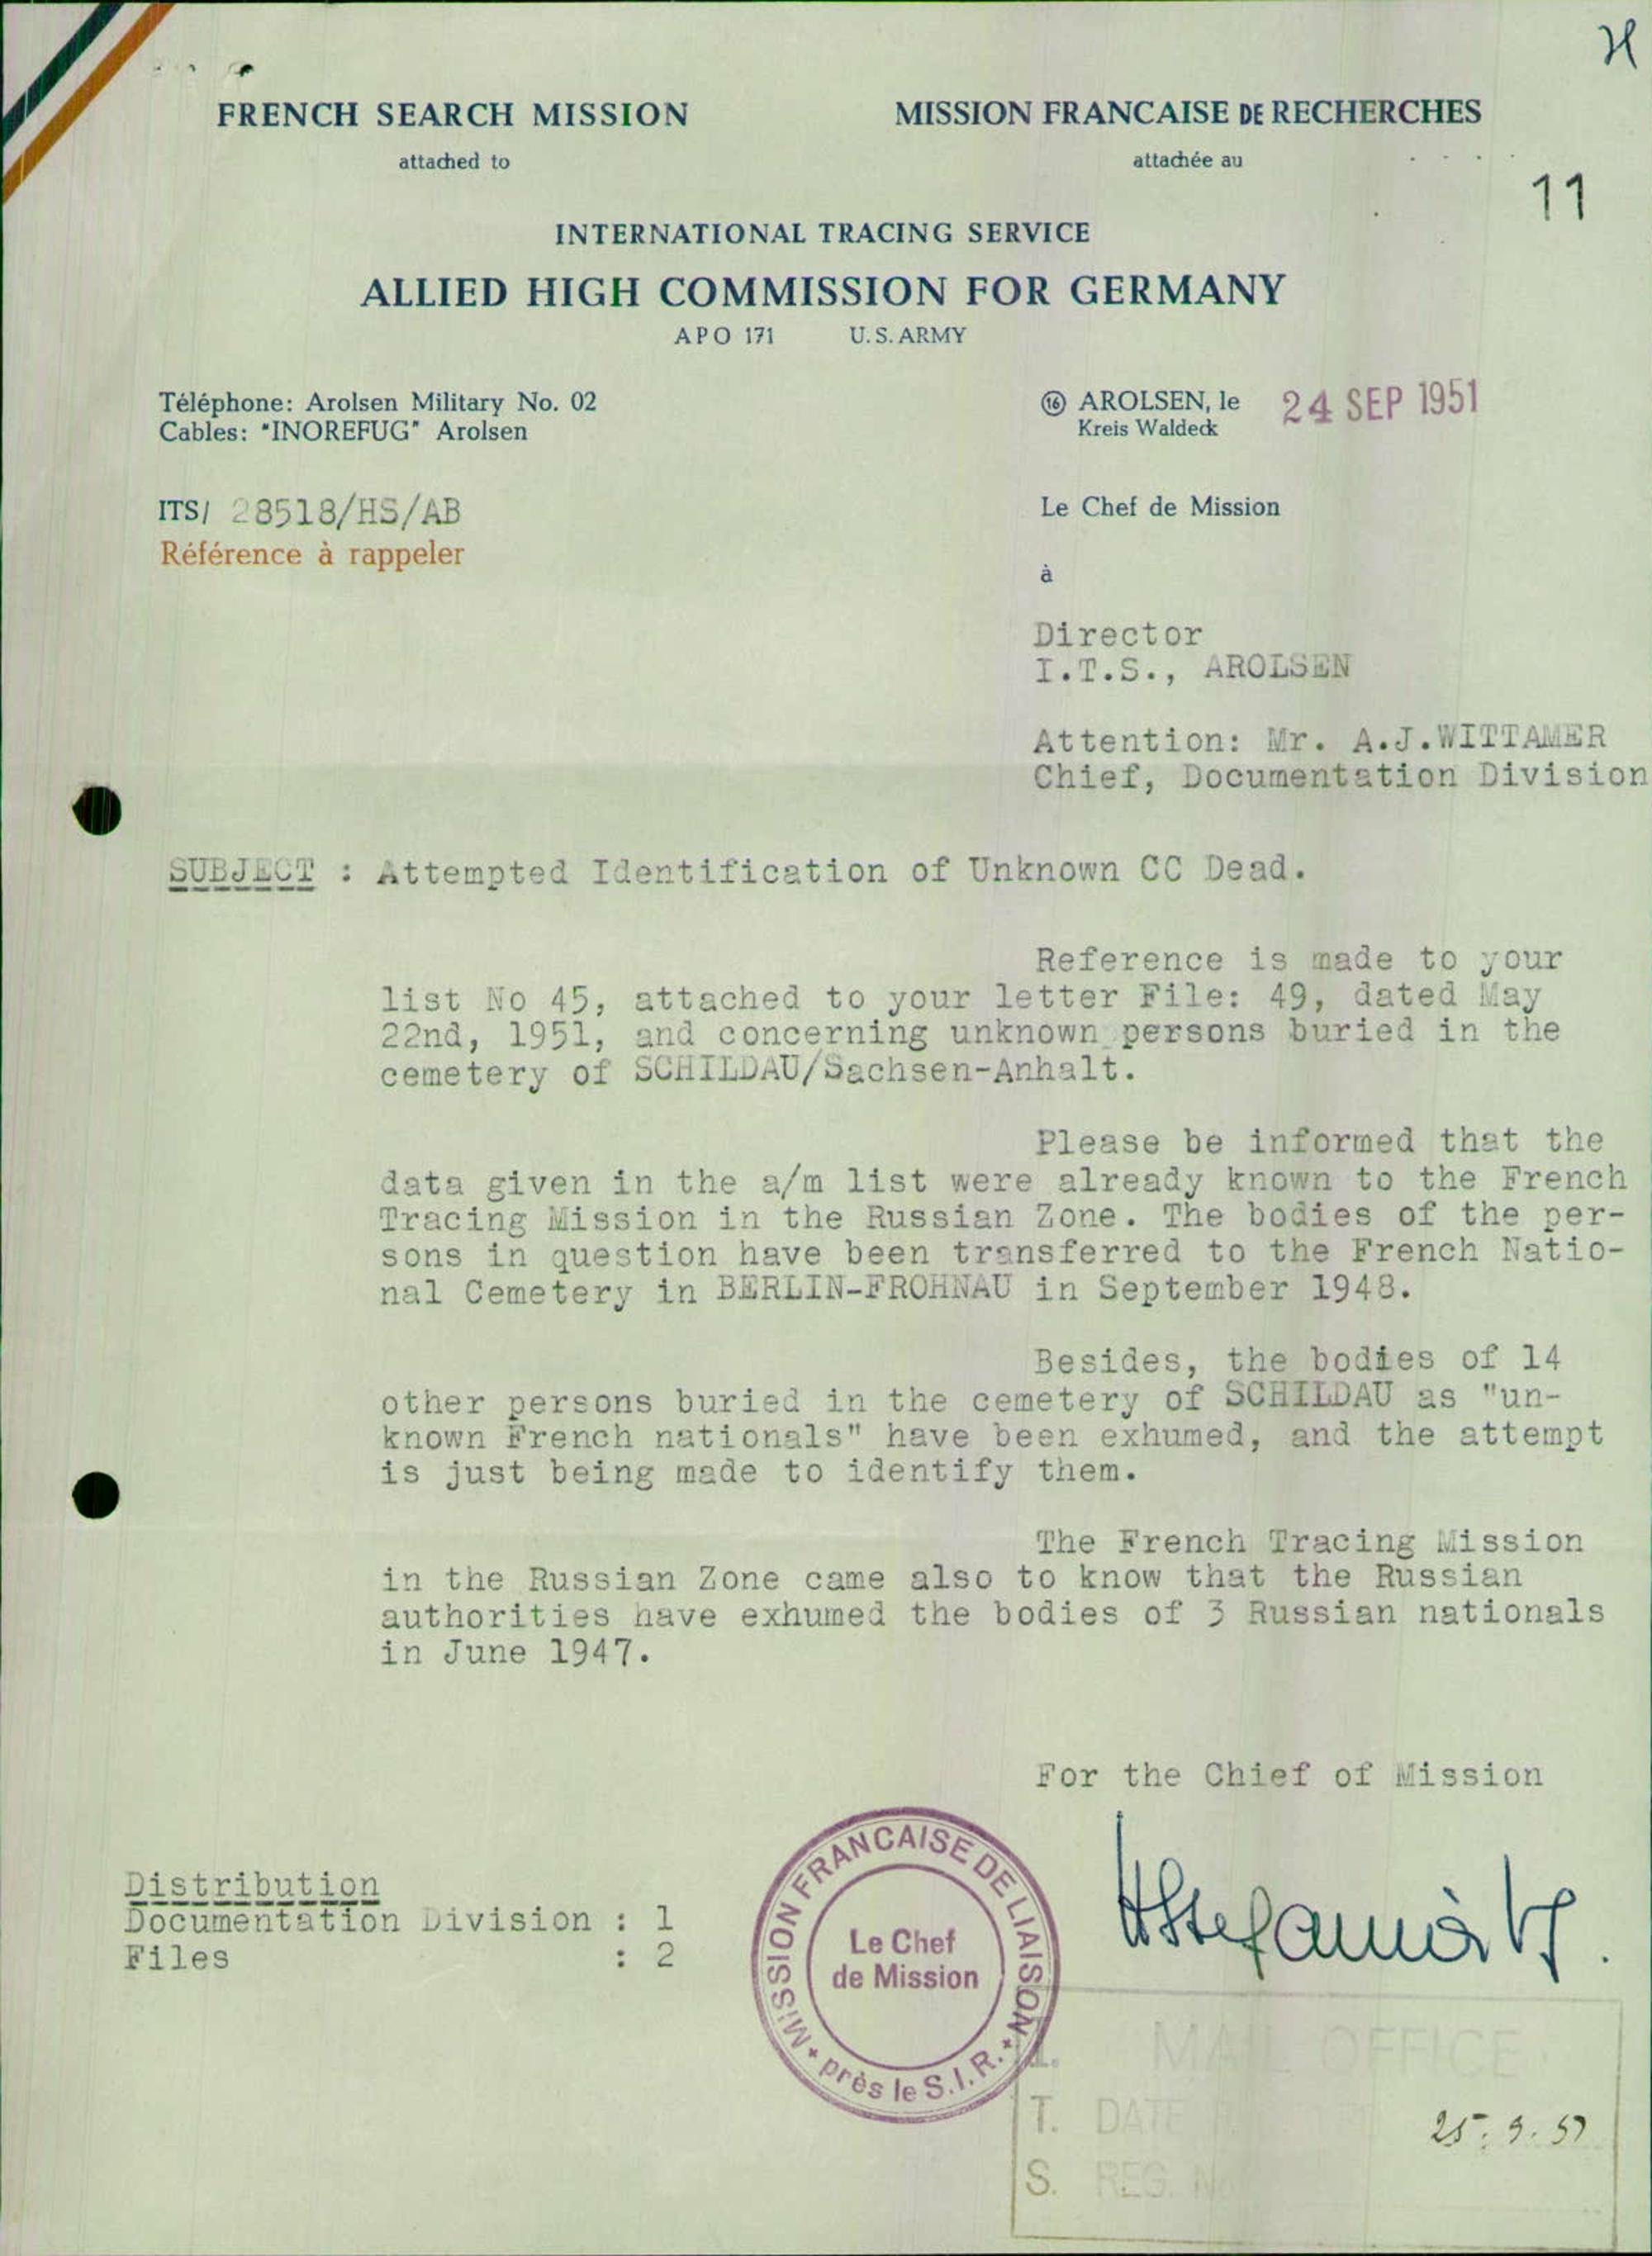 FRENCH SEARCH MISSION
attached to
MISSION FRANCAISE DE RECHERCHES
attachée au
11
INTERNATIONAL TRACING SERVICE
ALLIED HIGH COMMISSION FOR GERMANY
APO 171 U.S. ARMY
Téléphone: Arolsen Military No. 02
Cables: "INOREFUG" Arolsen
⑯ AROLSEN, le 24 SEP 1951
Kreis Waldeck
ITS/ 28518/HS/AB
Référence à rappeler
Le Chef de Mission
à
Director
I.T.S., AROLSEN
Attention: Mr. A.J.WITTAMER
Chief, Documentation Division
SUBJECT : Attempted Identification of Unknown CC Dead.
Reference is made to your
list No 45, attached to your letter File: 49, dated May
22nd, 1951, and concerning unknown persons buried in the
cemetery of SCHILDAU/Sachsen-Anhalt.
Please be informed that the
data given in the a/m list were already known to the French
Tracing Mission in the Russian Zone. The bodies of the per-
sons in question have been transferred to the French Natio-
nal Cemetery in BERLIN-FROHNAU in September 1948.
Besides, the bodies of 14
other persons buried in the cemetery of SCHILDAU as "un-
known French nationals" have been exhumed, and the attempt
is just being made to identify them.
The French Tracing Mission
in the Russian Zone came also to know that the Russian
authorities have exhumed the bodies of 3 Russian nationals
in June 1947.
For the Chief of Mission
Distribution
Documentation Division : 1
Files : 2
MISSION FRANCAISE DE LIAISON
près le S.I.R.
Le Chef
de Mission
I. MAIL OFFICE
T. DATE
S. REG. N